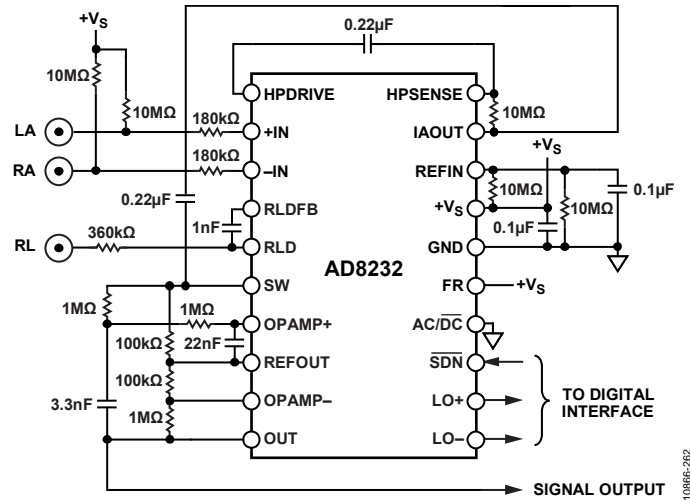 +VS
0.22µF
10MΩ
10MΩ
HPDRIVE
HPSENSE
10MΩ
LA
180kΩ
+IN
IAOUT
+VS
RA
180kΩ
–IN
REFIN
0.22µF
10MΩ
10MΩ
0.1µF
RLDFB
+VS
1nF
0.1µF
RL
360kΩ
RLD
GND
AD8232
SW
FR
+VS
1MΩ
1MΩ
OPAMP+
AC/DC
100kΩ
22nF
REFOUT
SDN
100kΩ
3.3nF
OPAMP–
LO+
TO DIGITAL
INTERFACE
1MΩ
OUT
LO–
SIGNAL OUTPUT
10866-262